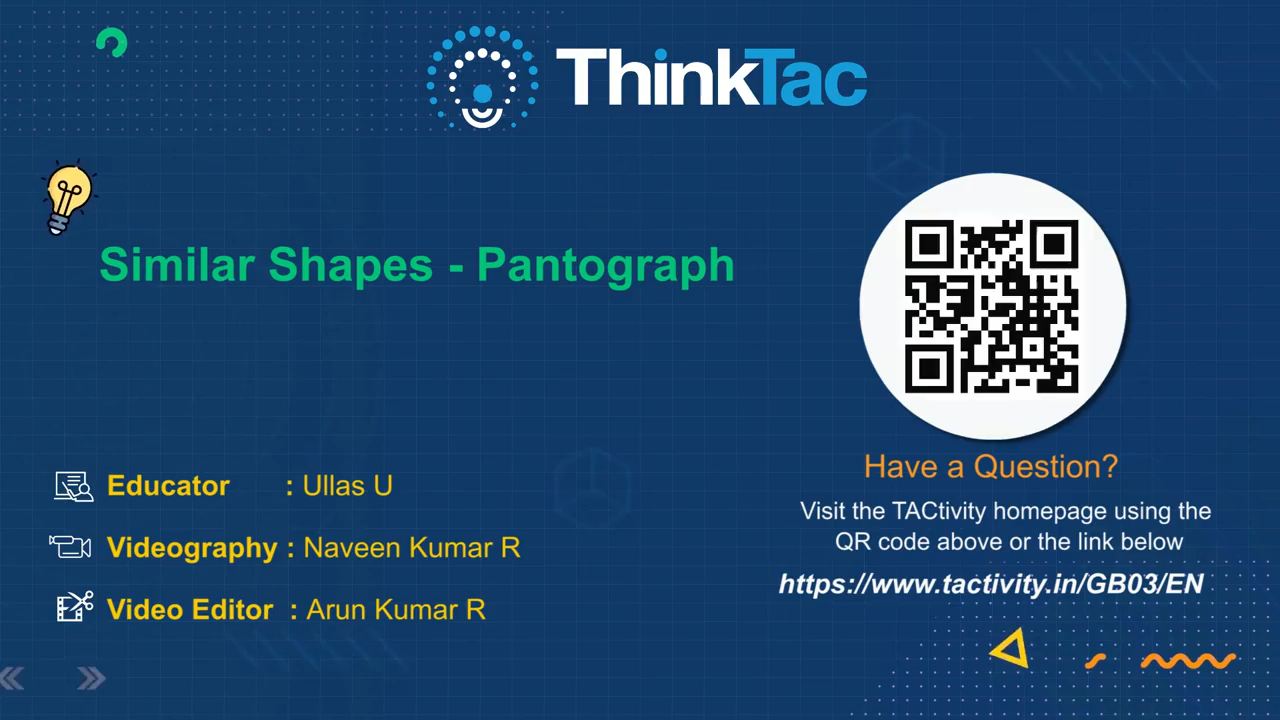 ThinkTac
Similar Shapes - Pantograph
Educator : Ullas U
Videography : Naveen Kumar R
Video Editor : Arun Kumar R
Have a Question?
Visit the TACtivity homepage using the
QR code above or the link below
https://www.tactivity.in/GB03/EN